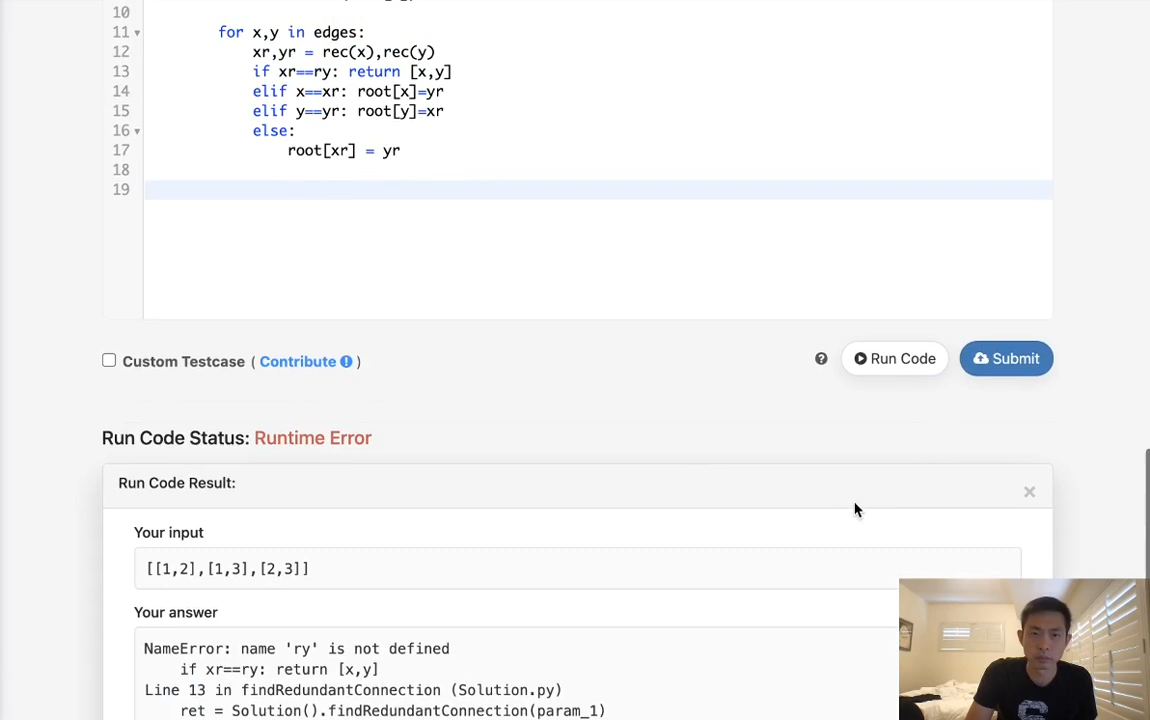 10
11 for x,y in edges:
12 xr,yr = rec(x),rec(y)
13 if xr==ry: return [x,y]
14 elif x==xr: root[x]=yr
15 elif y==yr: root[y]=xr
16 else:
17 root[xr] = yr
18
19
Custom Testcase ( Contribute )
? Run Code Submit
Run Code Status: Runtime Error
Run Code Result:
Your input
[[1,2],[1,3],[2,3]]
Your answer
NameError: name 'ry' is not defined
if xr==ry: return [x,y]
Line 13 in findRedundantConnection (Solution.py)
ret = Solution().findRedundantConnection(param_1)